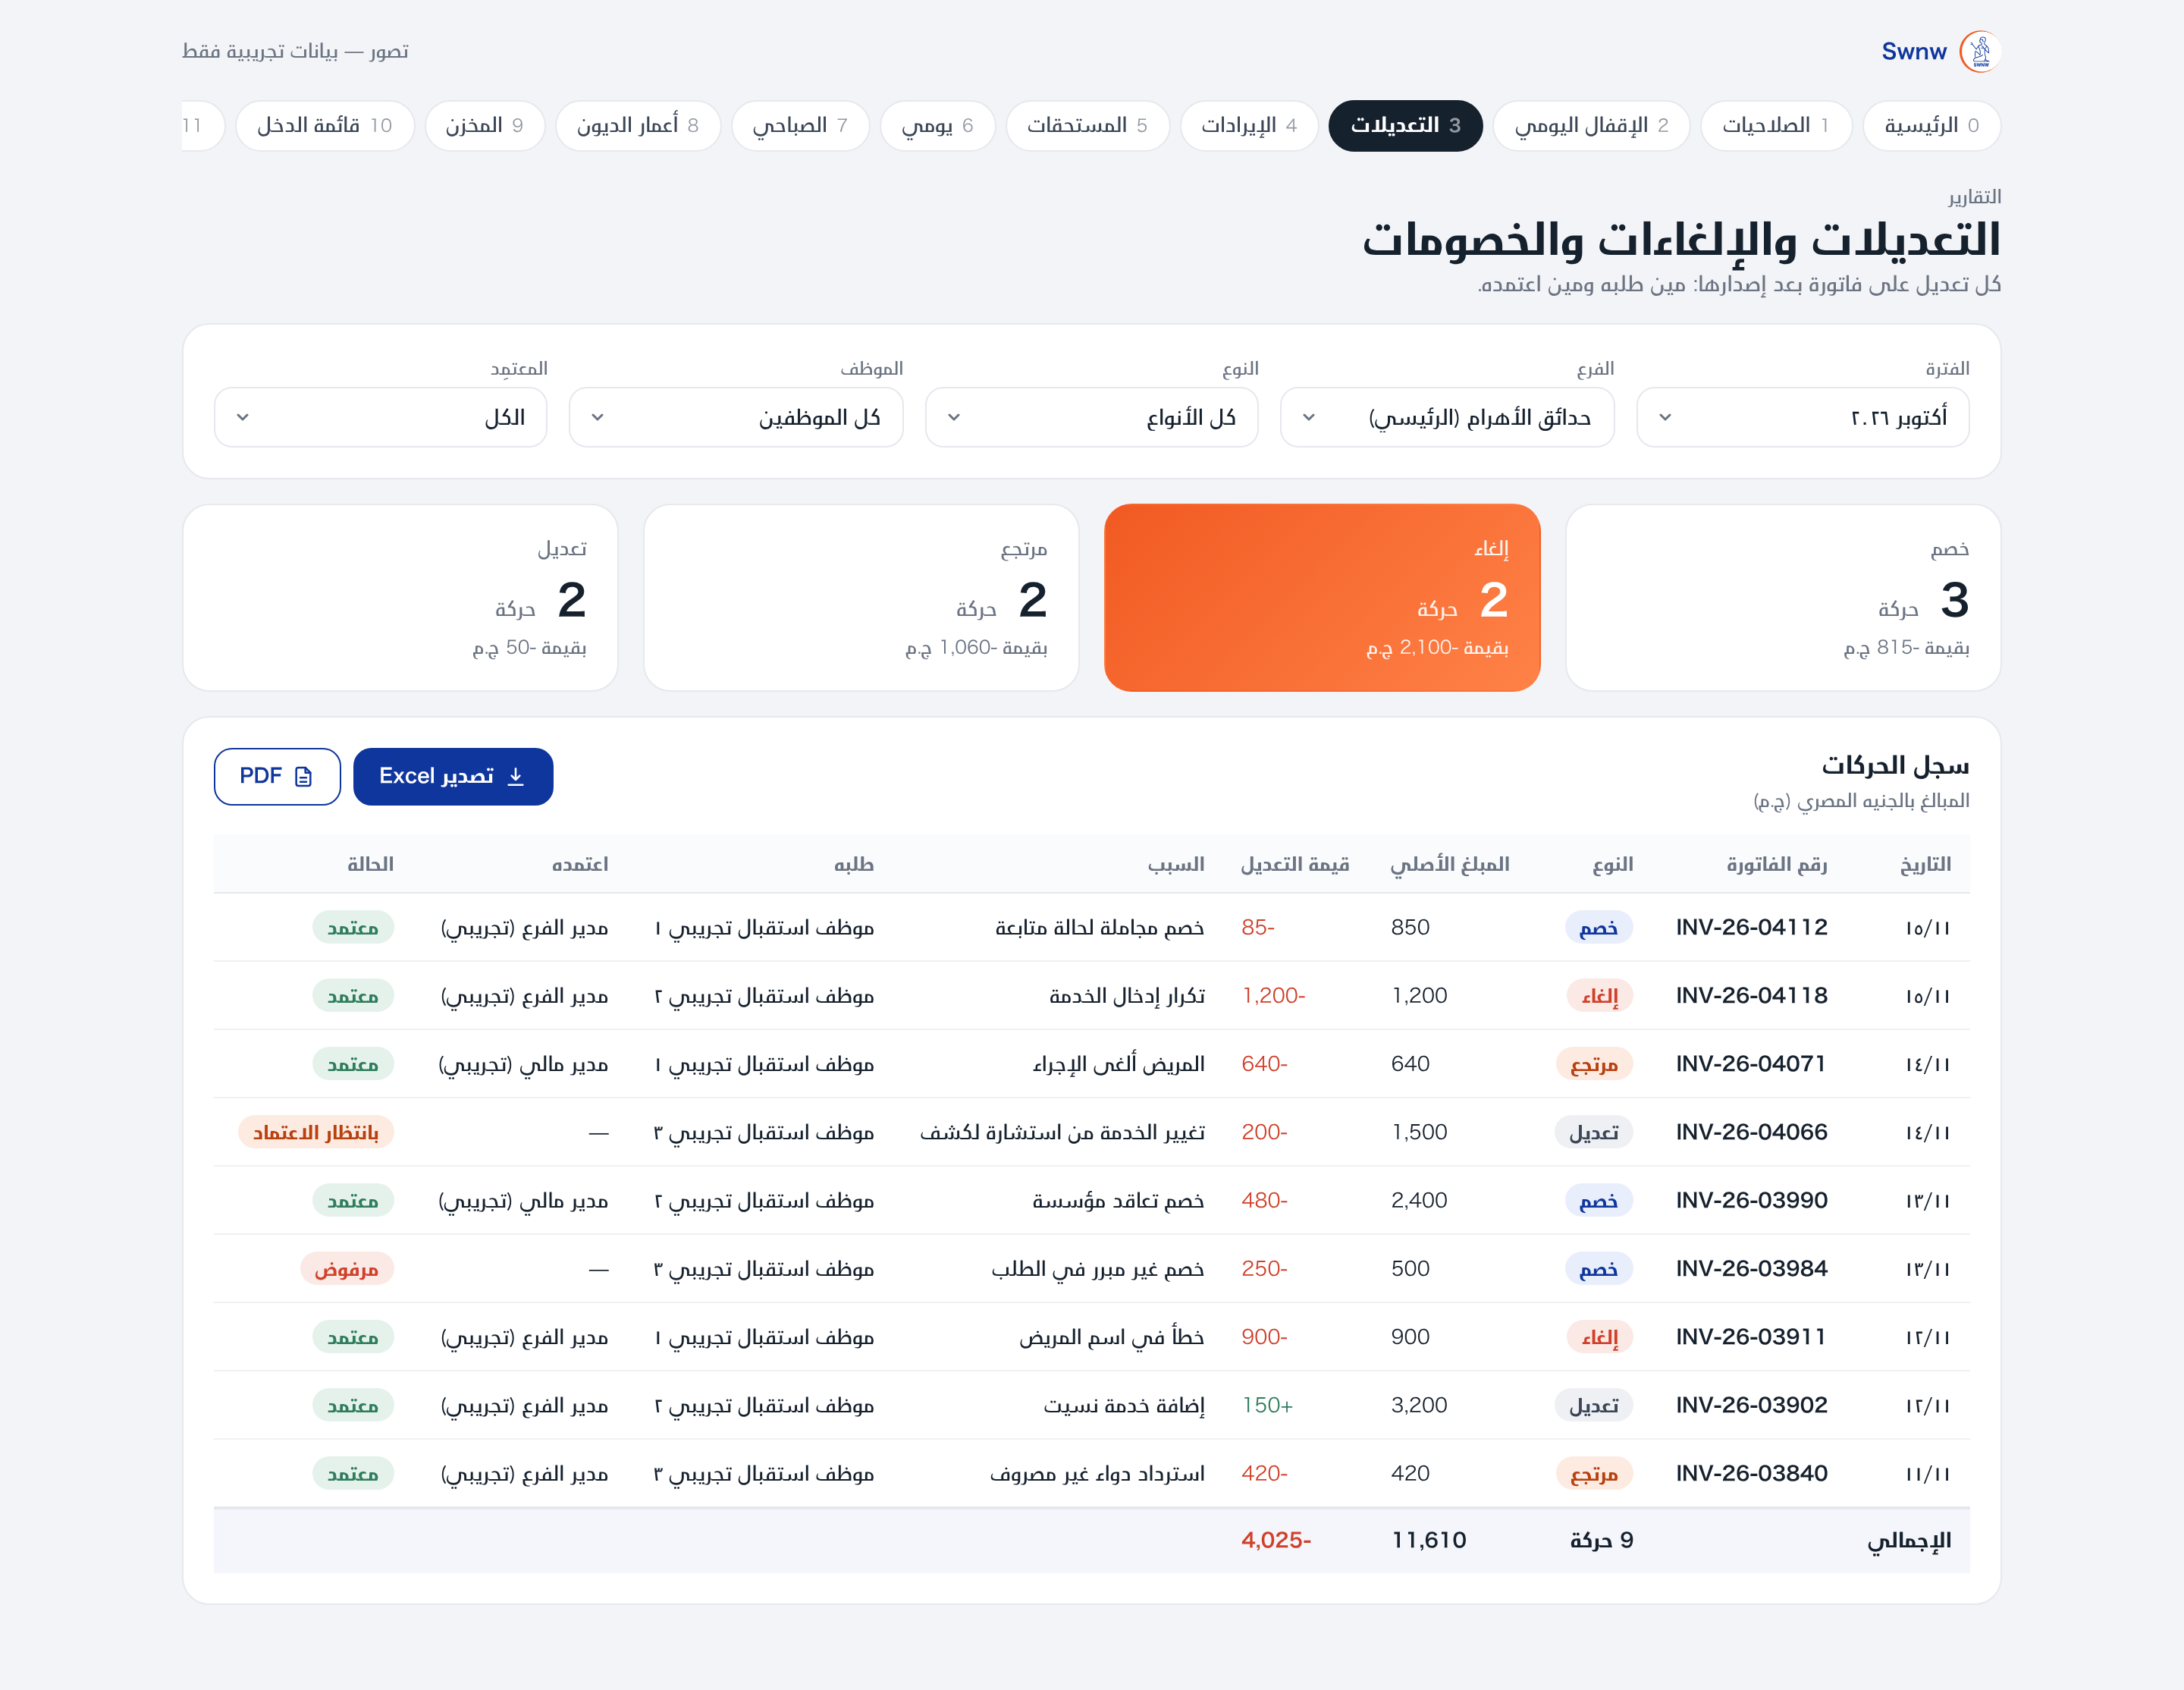 Swnw
SWNW
تصور — بيانات تجريبية فقط
0 الرئيسية
1 الصلاحيات
2 الإقفال اليومي
3 التعديلات
4 الإيرادات
5 المستحقات
6 يومي
7 الصباحي
8 أعمار الديون
9 المخزن
10 قائمة الدخل
11
التقارير
التعديلات والإلغاءات والخصومات
كل تعديل على فاتورة بعد إصدارها: مين طلبه ومين اعتمده.
الفترة الفرع النوع الموظف المعتمِد
أكتوبر ٢٠٢٦ حدائق الأهرام (الرئيسي) كل الأنواع كل الموظفين الكل
خصم
3 حركة
بقيمة -815 ج.م
إلغاء
2 حركة
بقيمة -2,100 ج.م
مرتجع
2 حركة
بقيمة -1,060 ج.م
تعديل
2 حركة
بقيمة -50 ج.م
سجل الحركات
المبالغ بالجنيه المصري (ج.م)
تصدير Excel
PDF
التاريخ رقم الفاتورة النوع المبلغ الأصلي قيمة التعديل السبب طلبه اعتمده الحالة
١٥/١١ INV-26-04112 خصم 850 -85 خصم مجاملة لحالة متابعة موظف استقبال تجريبي ١ مدير الفرع (تجريبي) معتمد
١٥/١١ INV-26-04118 إلغاء 1,200 -1,200 تكرار إدخال الخدمة موظف استقبال تجريبي ٢ مدير الفرع (تجريبي) معتمد
١٤/١١ INV-26-04071 مرتجع 640 -640 المريض ألغى الإجراء موظف استقبال تجريبي ١ مدير مالي (تجريبي) معتمد
١٤/١١ INV-26-04066 تعديل 1,500 -200 تغيير الخدمة من استشارة لكشف موظف استقبال تجريبي ٣ — بانتظار الاعتماد
١٣/١١ INV-26-03990 خصم 2,400 -480 خصم تعاقد مؤسسة موظف استقبال تجريبي ٢ مدير مالي (تجريبي) معتمد
١٣/١١ INV-26-03984 خصم 500 -250 خصم غير مبرر في الطلب موظف استقبال تجريبي ٣ — مرفوض
١٢/١١ INV-26-03911 إلغاء 900 -900 خطأ في اسم المريض موظف استقبال تجريبي ١ مدير الفرع (تجريبي) معتمد
١٢/١١ INV-26-03902 تعديل 3,200 +150 إضافة خدمة نسيت موظف استقبال تجريبي ٢ مدير الفرع (تجريبي) معتمد
١١/١١ INV-26-03840 مرتجع 420 -420 استرداد دواء غير مصروف موظف استقبال تجريبي ٣ مدير الفرع (تجريبي) معتمد
الإجمالي 9 حركة 11,610 -4,025